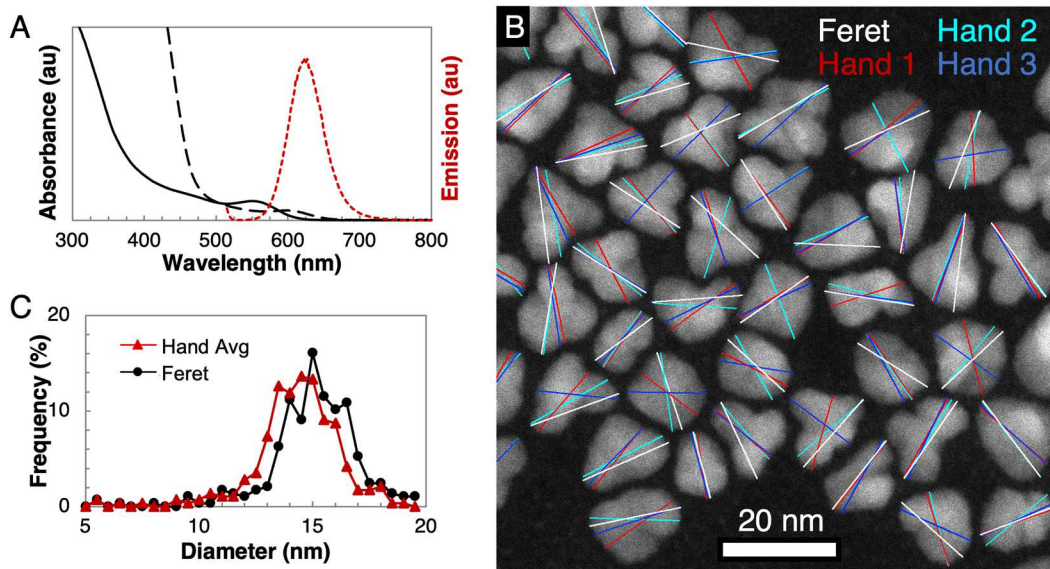 A
Absorbance (au)
Emission (au)
300 400 500 600 700 800
Wavelength (nm)
B
Feret Hand 2
Hand 1 Hand 3
20 nm
C
20
10
0
Frequency (%)
Hand Avg
Feret
5 10 15 20
Diameter (nm)